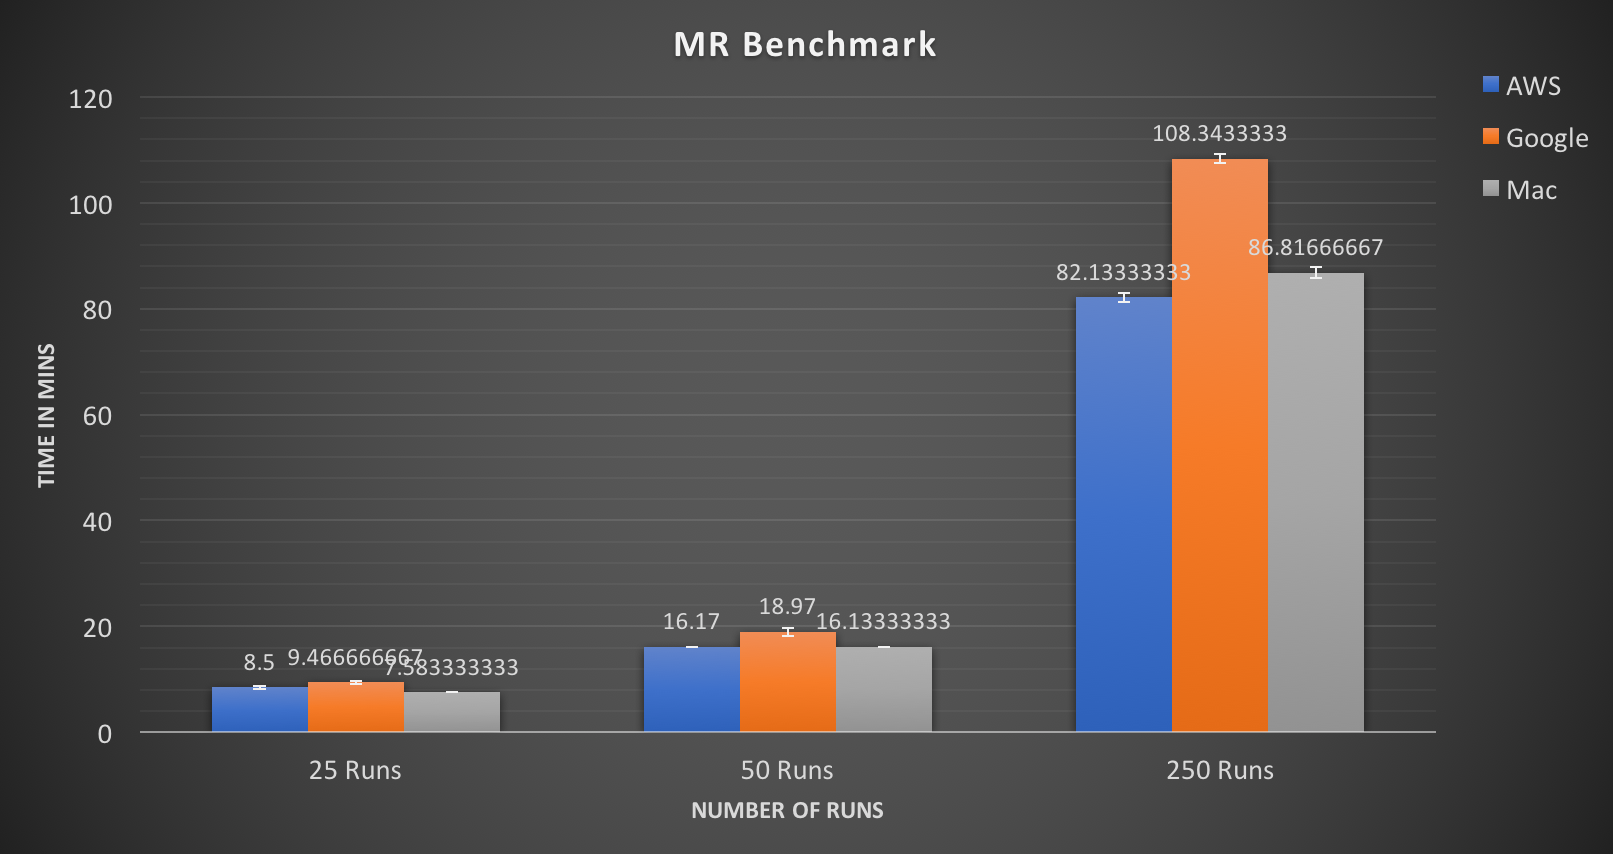 MR Benchmark
AWS
Google
Mac
TIME IN MINS
120
100
80
60
40
20
0
8.5
9.466666667
7.583333333
16.17
18.97
16.13333333
82.13333333
108.3433333
86.81666667
25 Runs
50 Runs
250 Runs
NUMBER OF RUNS